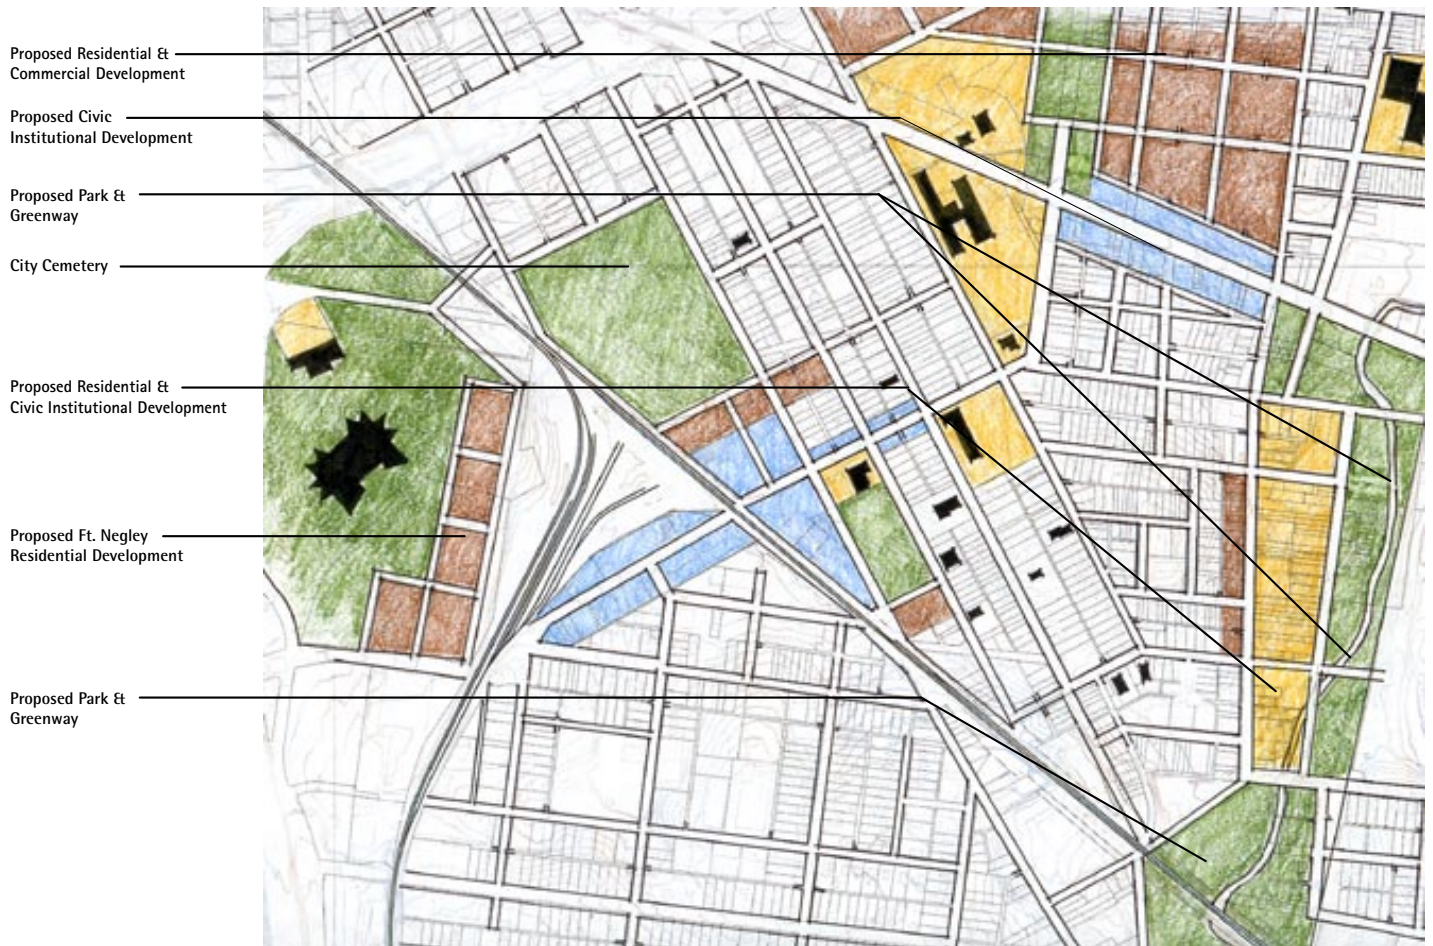 Proposed Residential &
Commercial Development
Proposed Civic
Institutional Development
Proposed Park &
Greenway
City Cemetery
Proposed Residential &
Civic Institutional Development
Proposed Ft. Negley
Residential Development
Proposed Park &
Greenway